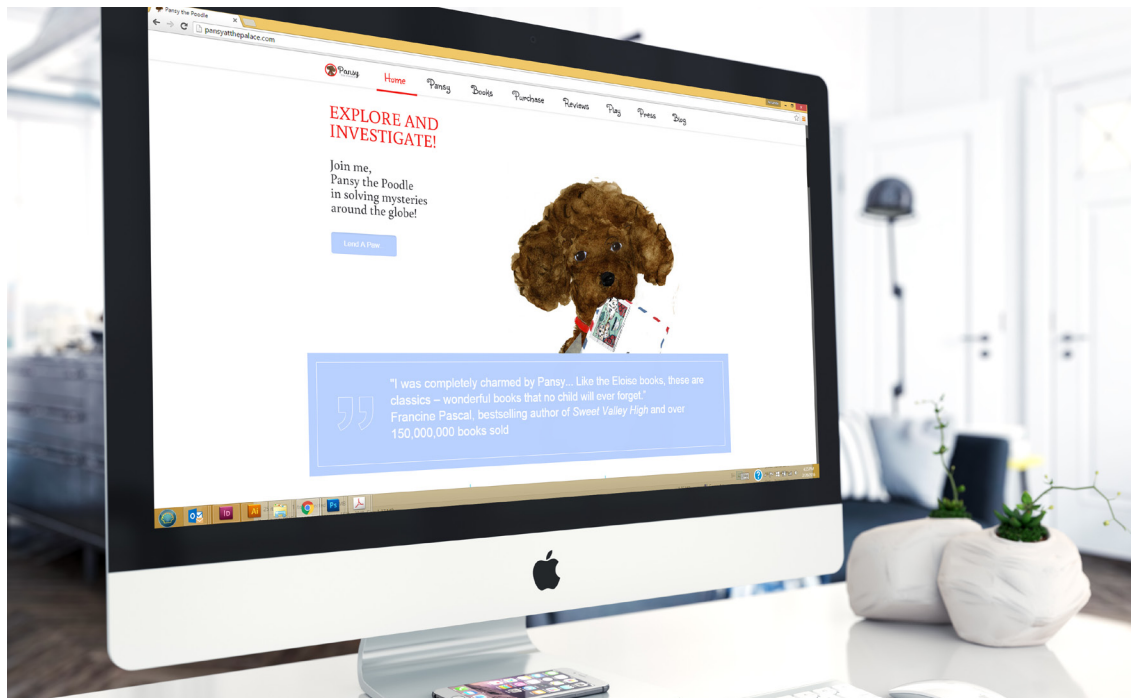 Pansy the Poodle
pansyatthepalace.com
Pansy
Home
Pansy
Books
Purchase
Reviews
Play
Press
Blog
EXPLORE AND
INVESTIGATE!
Join me,
Pansy the Poodle
in solving mysteries
around the globe!
Lend A Paw
"I was completely charmed by Pansy... Like the Eloise books, these are
classics – wonderful books that no child will ever forget."
Francine Pascal, bestselling author of Sweet Valley High and over
150,000,000 books sold
Id
Ai
Ps